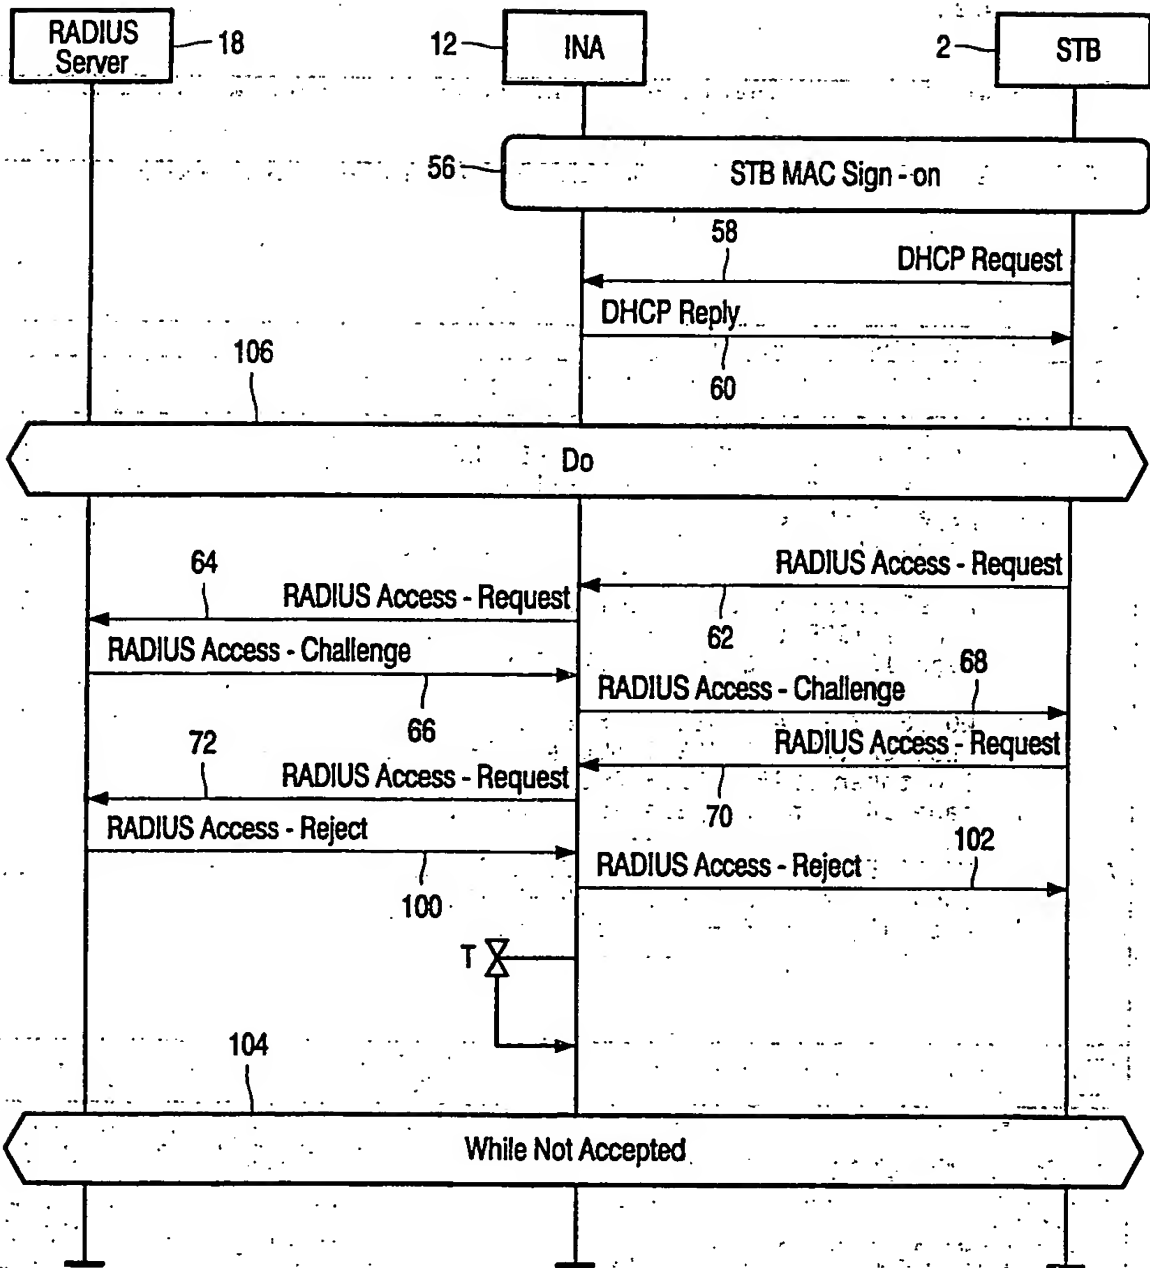 RADIUS
Server
18
12
INA
2
STB
56
STB MAC Sign - on
58
DHCP Request
DHCP Reply
60
106
Do
64
RADIUS Access - Request
RADIUS Access - Request
62
RADIUS Access - Challenge
66
68
RADIUS Access - Challenge
72
RADIUS Access - Request
RADIUS Access - Request
70
RADIUS Access - Reject
100
102
RADIUS Access - Reject
T
104
While Not Accepted